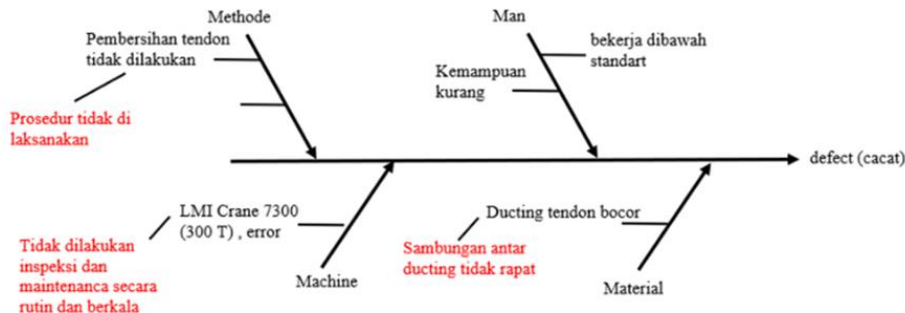 Methode
Man
Pembersihan tendon
tidak dilakukan
bekerja dibawah
standart
Kemampuan
kurang
Prosedur tidak di
laksanakan
defect (cacat)
LMI Crane 7300
(300 T) , error
Ducting tendon bocor
Tidak dilakukan
inspeksi dan
maintenanca secara
rutin dan berkala
Sambungan antar
ducting tidak rapat
Machine
Material